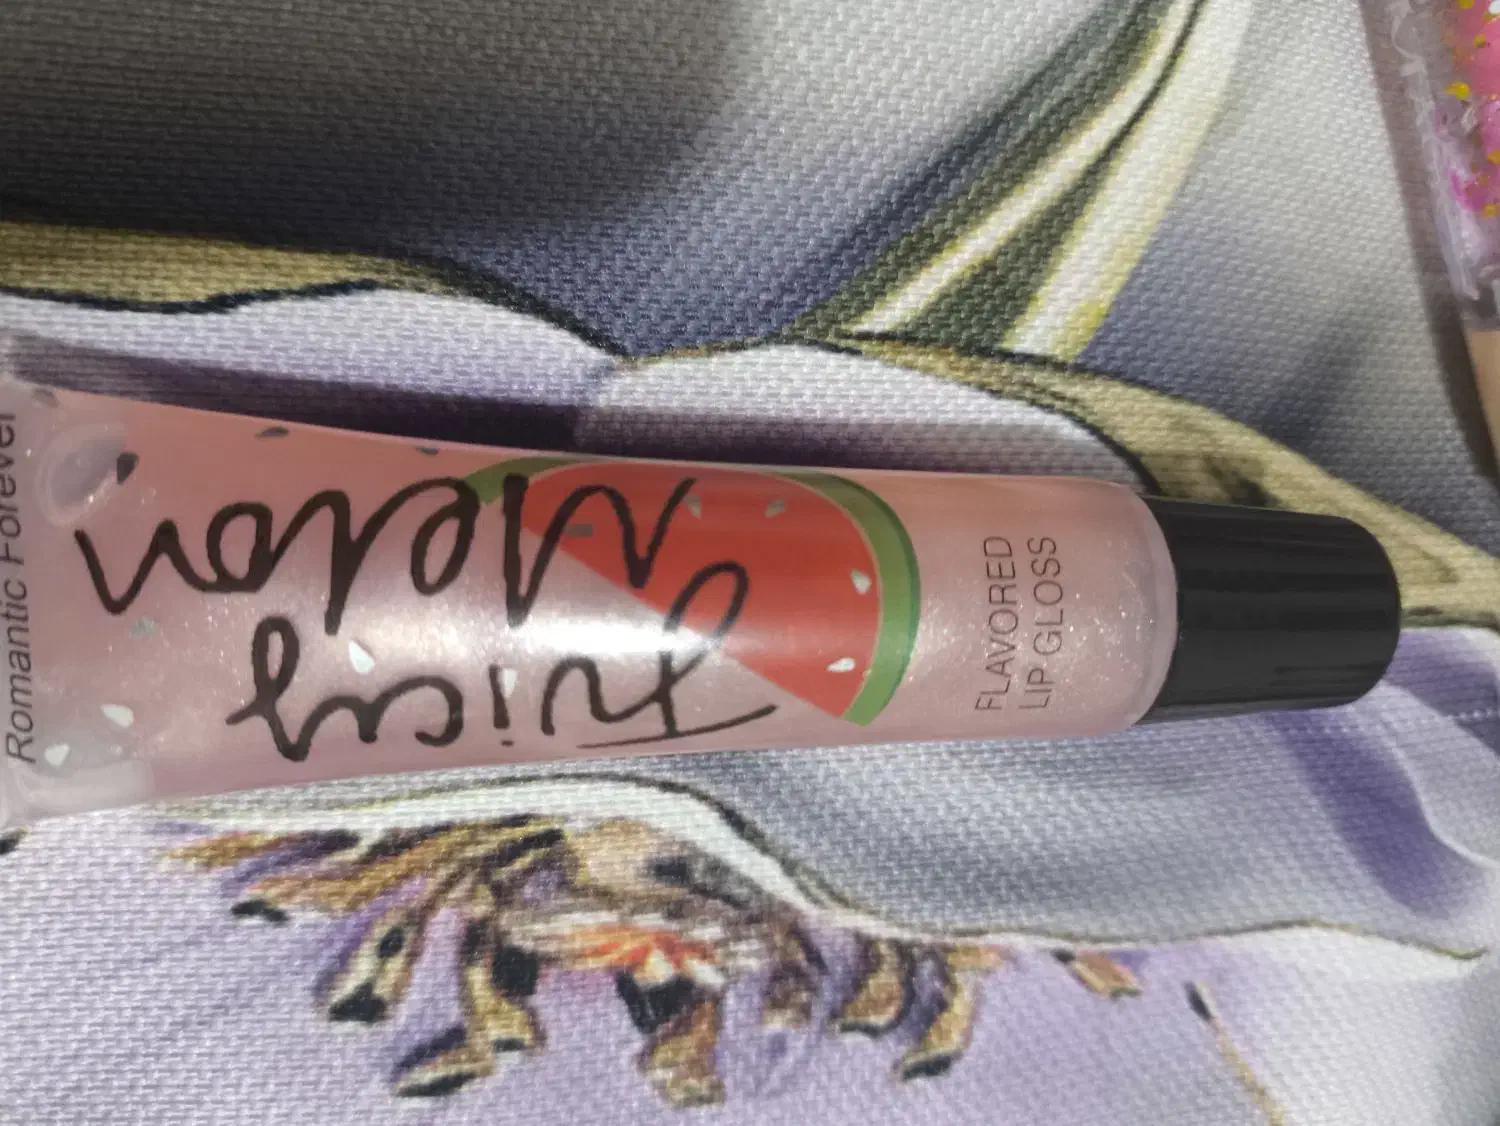 Romantic Forever
Juicy
Melon
FLAVORED
LIP GLOSS